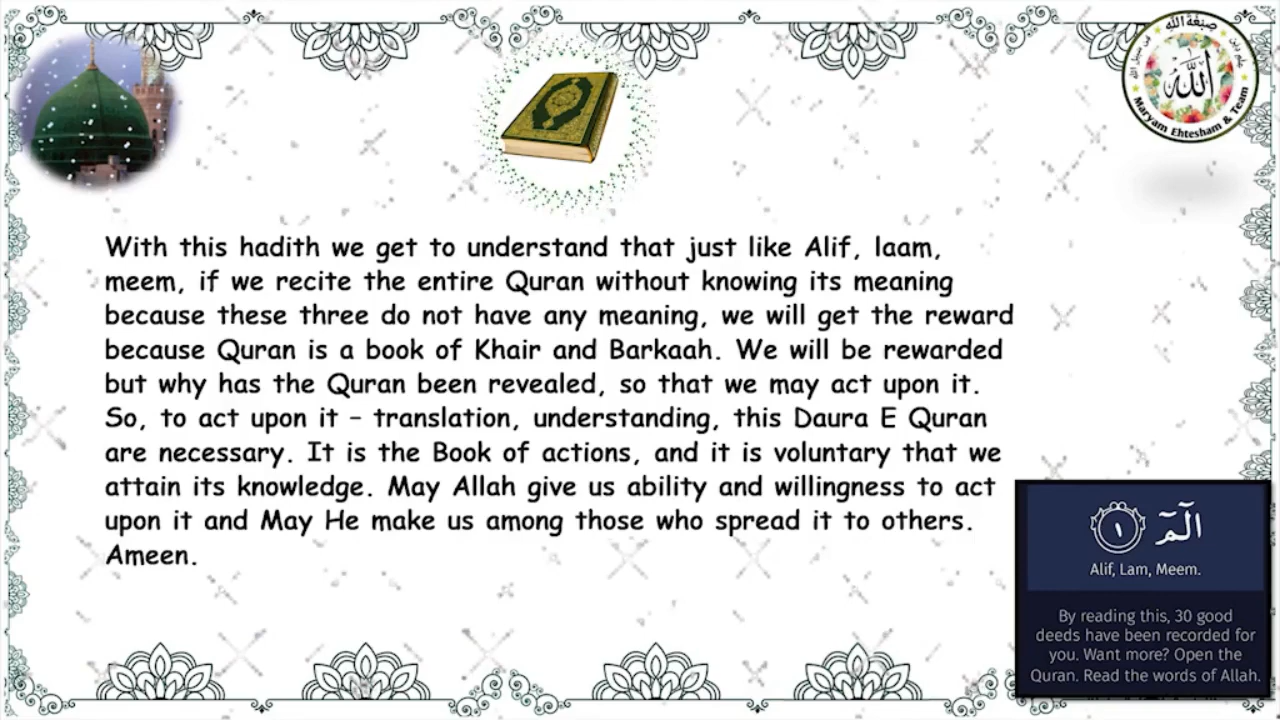 صبغة الله
الله
Maryam Ehtesham & Team
With this hadith we get to understand that just like Alif, laam,
meem, if we recite the entire Quran without knowing its meaning
because these three do not have any meaning, we will get the reward
because Quran is a book of Khair and Barkaah. We will be rewarded
but why has the Quran been revealed, so that we may act upon it.
So, to act upon it – translation, understanding, this Daura E Quran
are necessary. It is the Book of actions, and it is voluntary that we
attain its knowledge. May Allah give us ability and willingness to act
upon it and May He make us among those who spread it to others.
Ameen.
الٓمٓ ١
Alif, Lam, Meem.
By reading this, 30 good
deeds have been recorded for
you. Want more? Open the
Quran. Read the words of Allah.